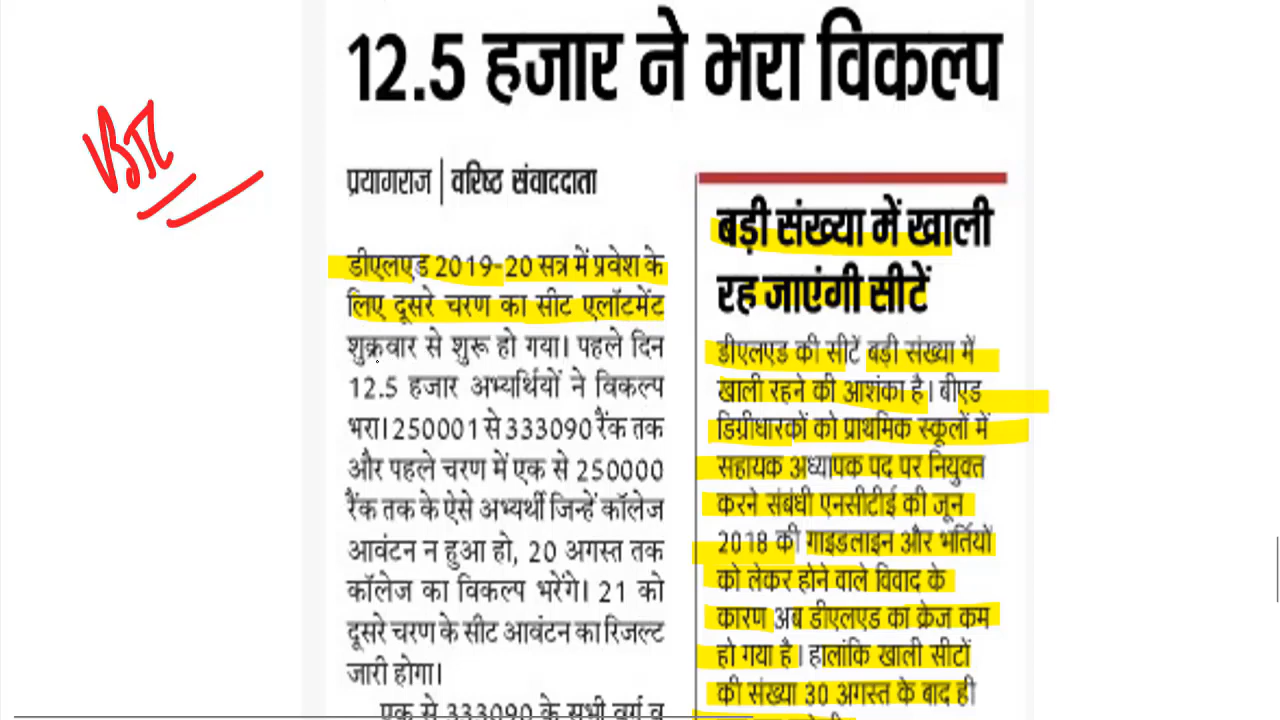 12.5 हजार ने भरा विकल्प
प्रयागराज | वरिष्ठ संवाददाता
डीएलएड 2019-20 सत्र में प्रवेश के
लिए दूसरे चरण का सीट एलॉटमेंट
शुक्रवार से शुरू हो गया। पहले दिन
12.5 हजार अभ्यर्थियों ने विकल्प
भरा। 250001 से 333090 रैंक तक
और पहले चरण में एक से 250000
रैंक तक के ऐसे अभ्यर्थी जिन्हें कॉलेज
आवंटन न हुआ हो, 20 अगस्त तक
कॉलेज का विकल्प भरेंगे। 21 को
दूसरे चरण के सीट आवंटन का रिजल्ट
जारी होगा।
एक से 333090 के सभी वर्ग व
बड़ी संख्या में खाली
रह जाएंगी सीटें
डीएलएड की सीटें बड़ी संख्या में
खाली रहने की आशंका है। बीएड
डिग्रीधारकों को प्राथमिक स्कूलों में
सहायक अध्यापक पद पर नियुक्त
करने संबंधी एनसीटीई की जून
2018 की गाइडलाइन और भर्तियों
को लेकर होने वाले विवाद के
कारण अब डीएलएड का क्रेज कम
हो गया है। हालांकि खाली सीटों
की संख्या 30 अगस्त के बाद ही